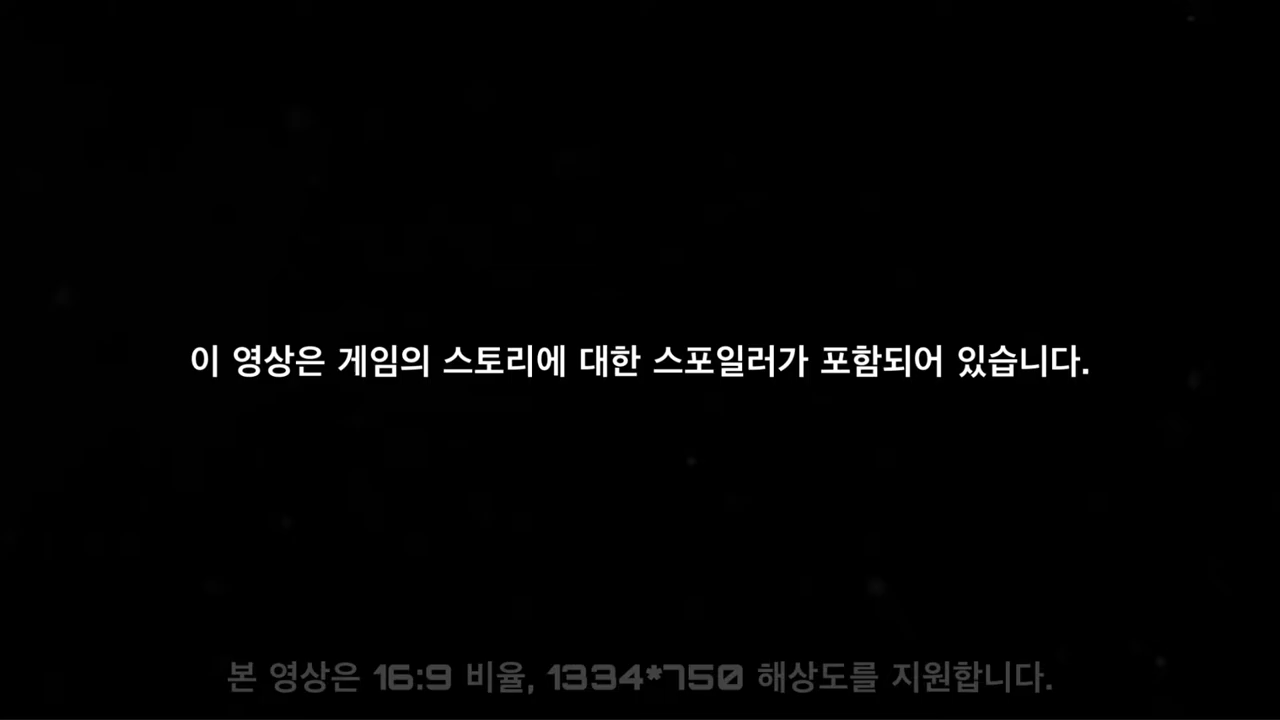 이 영상은 게임의 스토리에 대한 스포일러가 포함되어 있습니다.
본 영상은 16:9 비율, 1334*750 해상도를 지원합니다.